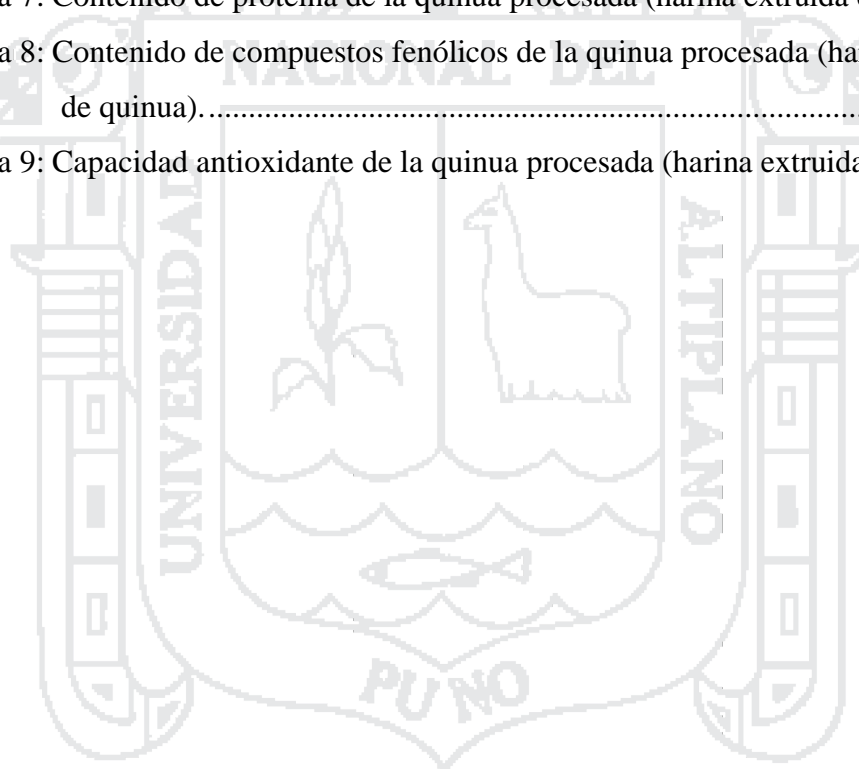 a 7: Contenido de proteína de la quinua procesada (harina extruida
a 8: Contenido de compuestos fenólicos de la quinua procesada (har
de quinua)......................................................................................
a 9: Capacidad antioxidante de la quinua procesada (harina extruida
NACIONAL DEL
UNIVERSIDAD
ALTIPLANO
PUNO